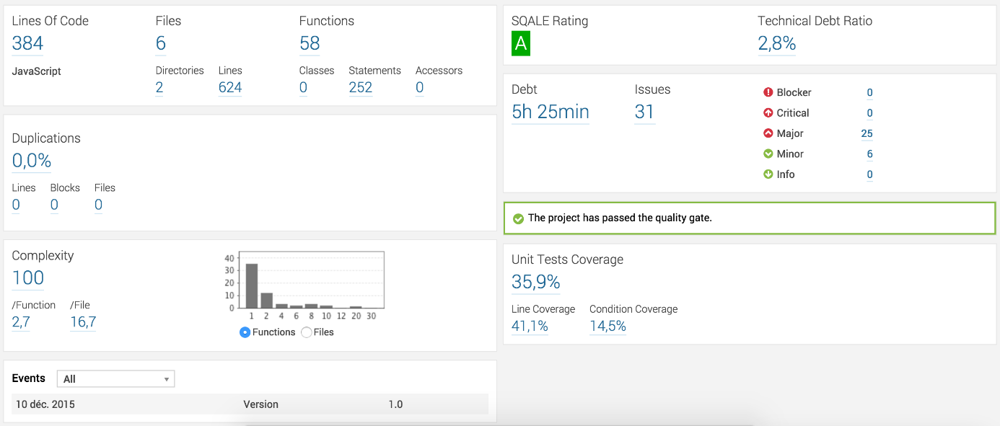 Lines Of Code
384
JavaScript
Files
6
Directories Lines
2 624
Functions
58
Classes Statements Accessors
0 252 0
Duplications
0,0%
Lines Blocks Files
0 0 0
Complexity
100
/Function /File
2,7 16,7
40
30
20
10
0
1 2 4 6 8 10 12 20 30
Functions Files
Events All
10 déc. 2015 Version 1.0
SQALE Rating
A
Technical Debt Ratio
2,8%
Debt
5h 25min
Issues
31
Blocker 0
Critical 0
Major 25
Minor 6
Info 0
The project has passed the quality gate.
Unit Tests Coverage
35,9%
Line Coverage Condition Coverage
41,1% 14,5%